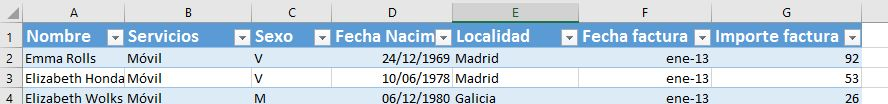 A B C D E F G
1 Nombre Servicios Sexo Fecha Nacim Localidad Fecha factura Importe factura
2 Emma Rolls Móvil V 24/12/1969 Madrid ene-13 92
3 Elizabeth Honda Móvil V 10/06/1978 Madrid ene-13 53
4 Elizabeth Wolks Móvil M 06/12/1980 Galicia ene-13 26